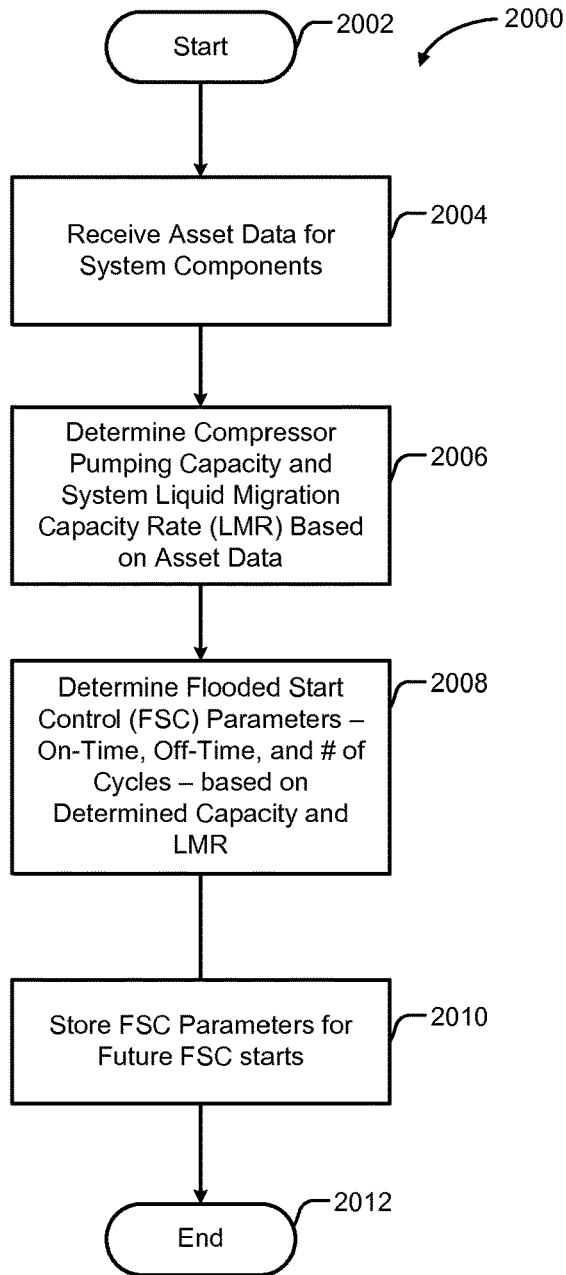 Start
2002
2000
Receive Asset Data for
System Components
2004
Determine Compressor
Pumping Capacity and
System Liquid Migration
Capacity Rate (LMR) Based
on Asset Data
2006
Determine Flooded Start
Control (FSC) Parameters –
On-Time, Off-Time, and # of
Cycles – based on
Determined Capacity and
LMR
2008
Store FSC Parameters for
Future FSC starts
2010
End
2012